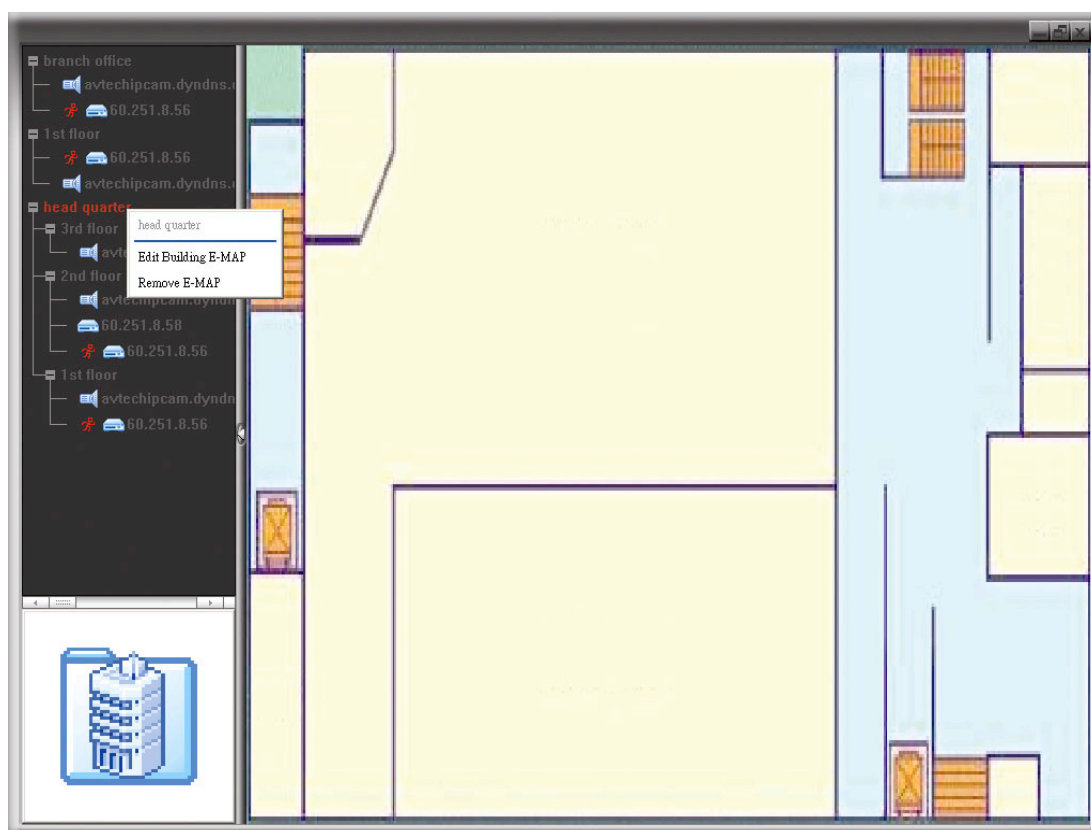 branch office
avtechipcam.dyndns.
60.251.8.56
1st floor
60.251.8.56
avtechipcam.dyndns.
head quarter
head quarter
3rd floor
Edit Building E-MAP
Remove E-MAP
2nd floor
avtechipcam.dyndn
60.251.8.58
60.251.8.56
1st floor
avtechipcam.dyndn
60.251.8.56